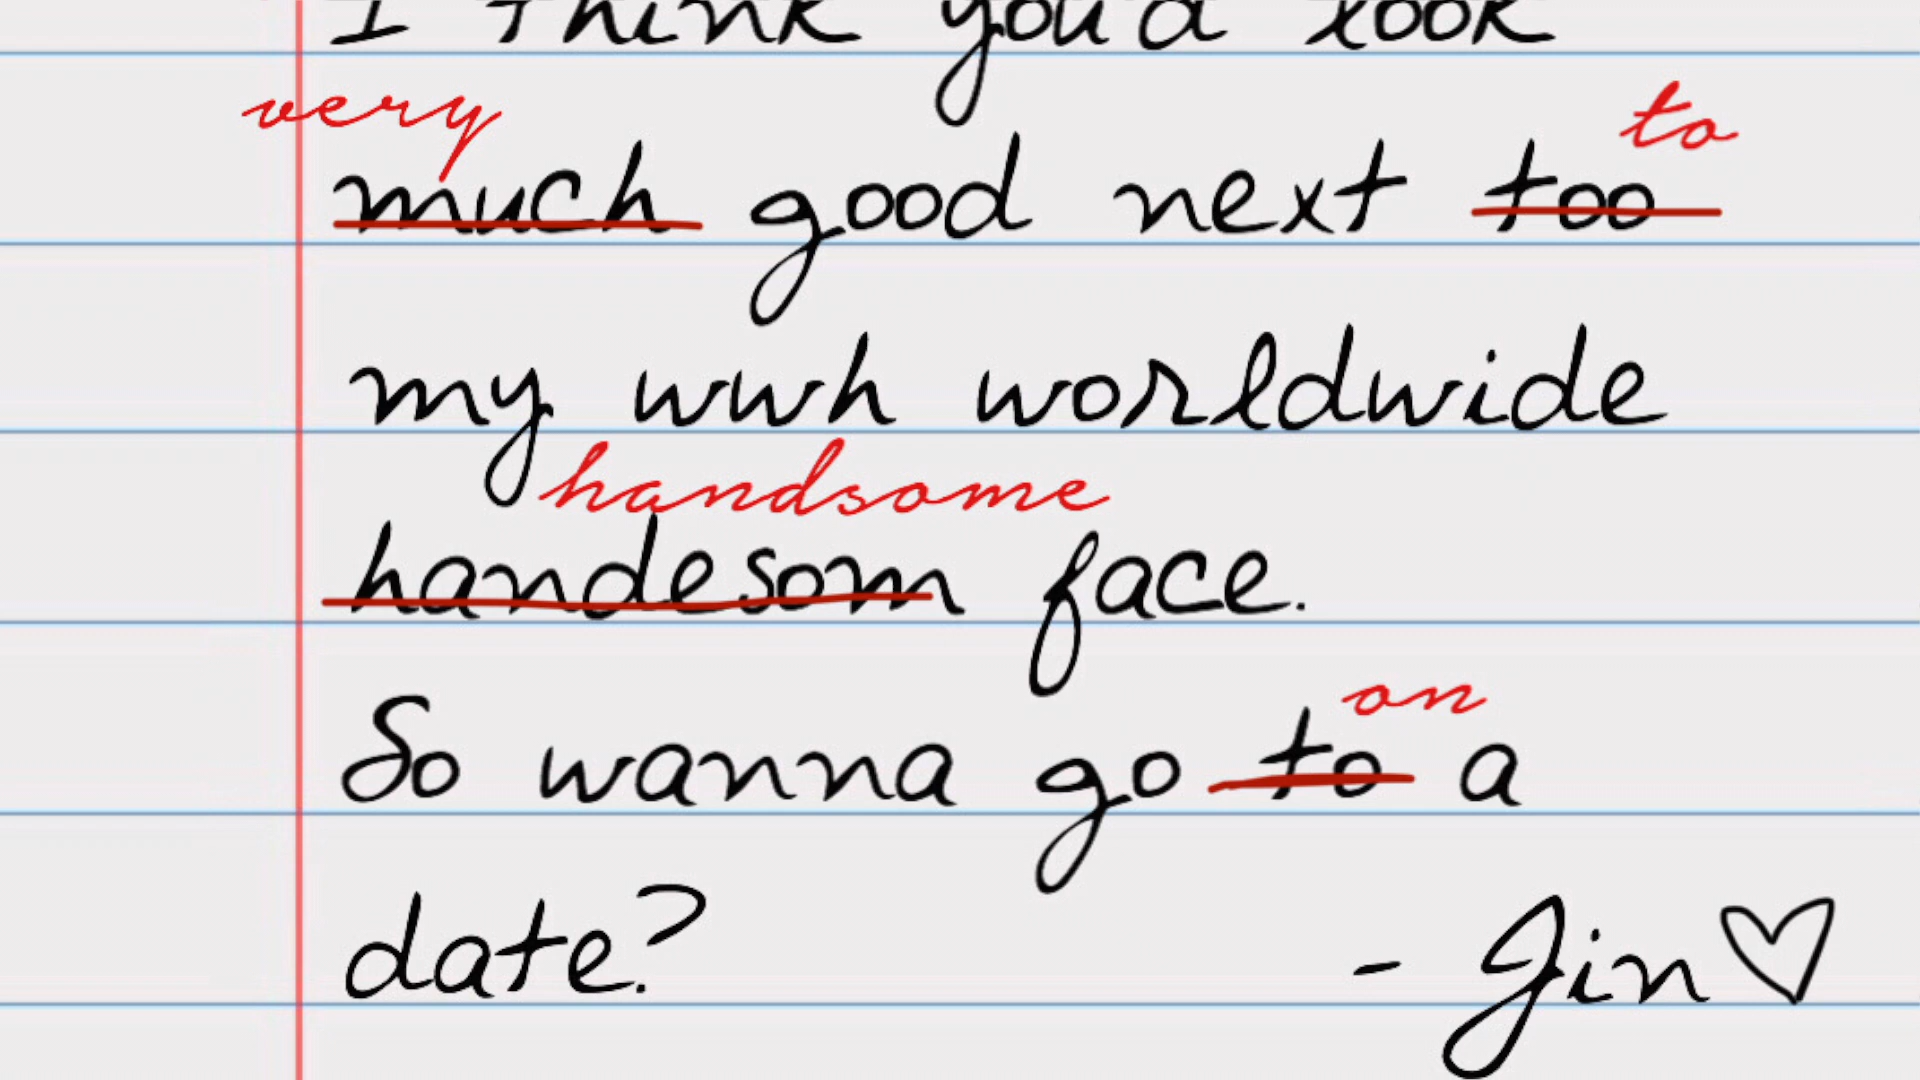 I think you'd look
very
to
much good next too
my wwh worldwide
handsome
handesom face.
on
So wanna go to a
date?
- Jin♡